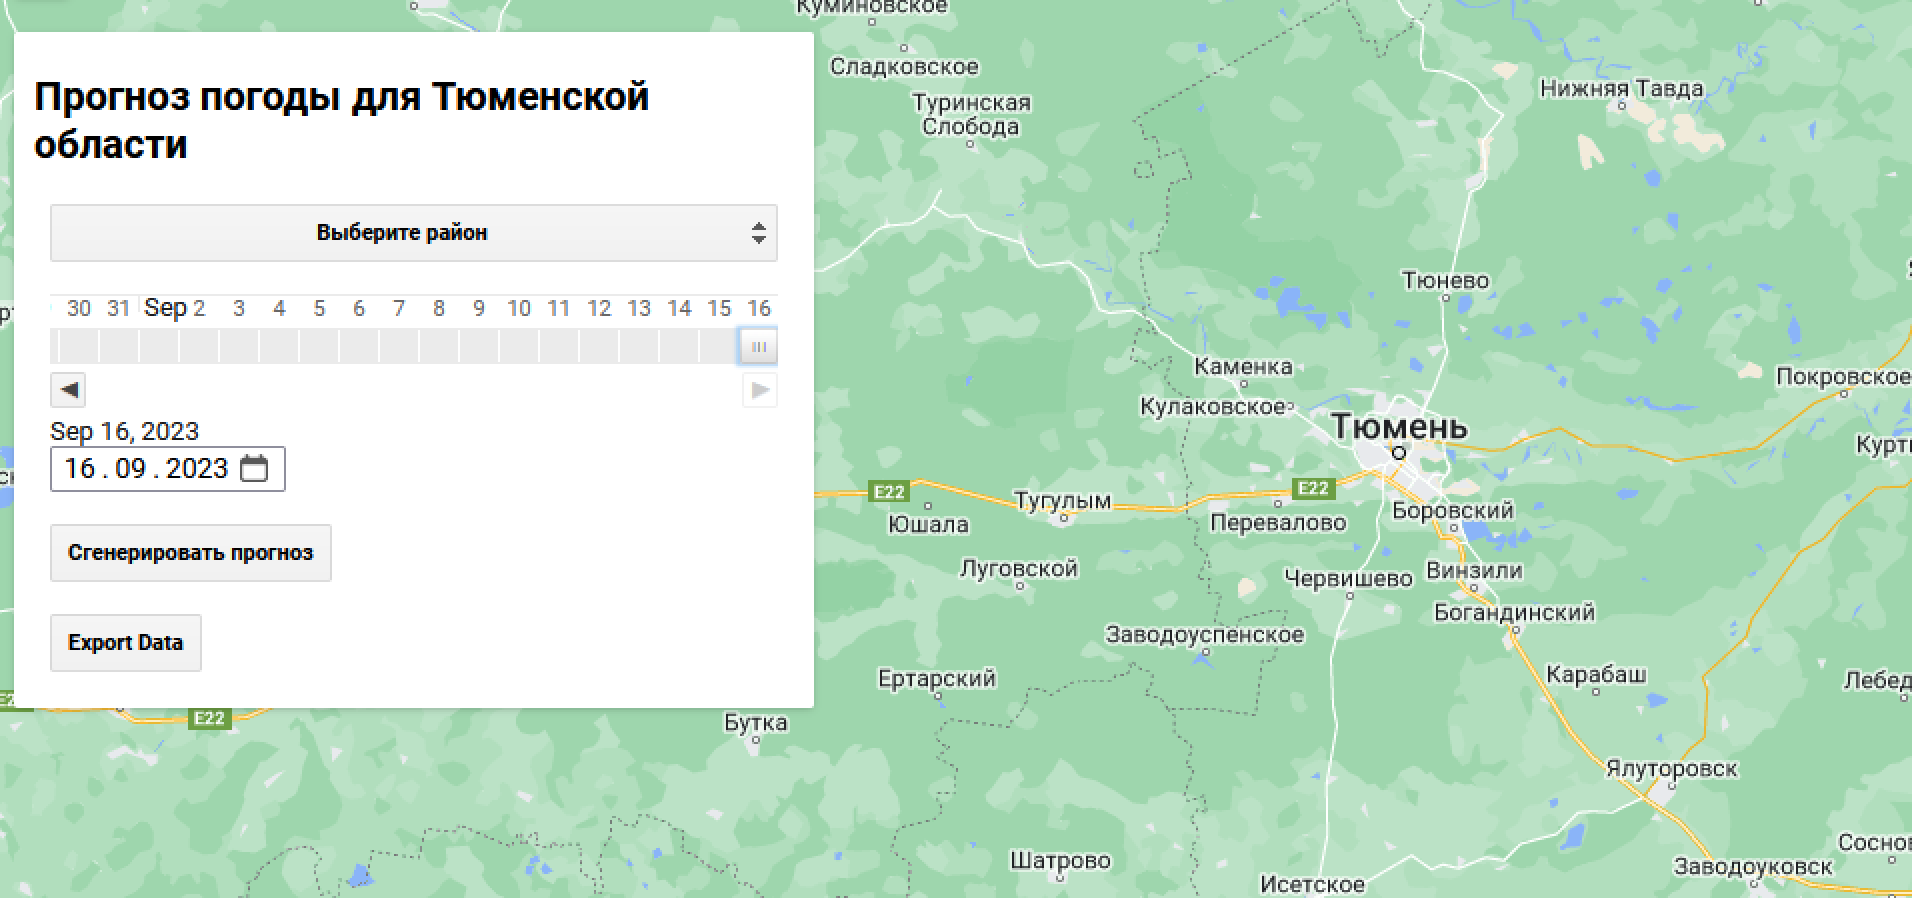 Прогноз погоды для Тюменской
области
Выберите район
30 31 Sep 2 3 4 5 6 7 8 9 10 11 12 13 14 15 16
Sep 16, 2023
16.09.2023
Сгенерировать прогноз
Export Data
Куминовское
Сладковское
Туринская
Слобода
Нижняя Тавда
Тюнево
Каменка
Кулаковское
Покровское
Тюмень
E22
Тугулым
E22
Юшала
Перевалово
Боровский
Луговской
Червишево
Винзили
Богандинский
Заводоуспенское
Ертарский
Карабаш
E22
Бутка
Ялуторовск
Шатрово
Заводоуковск
Исетское